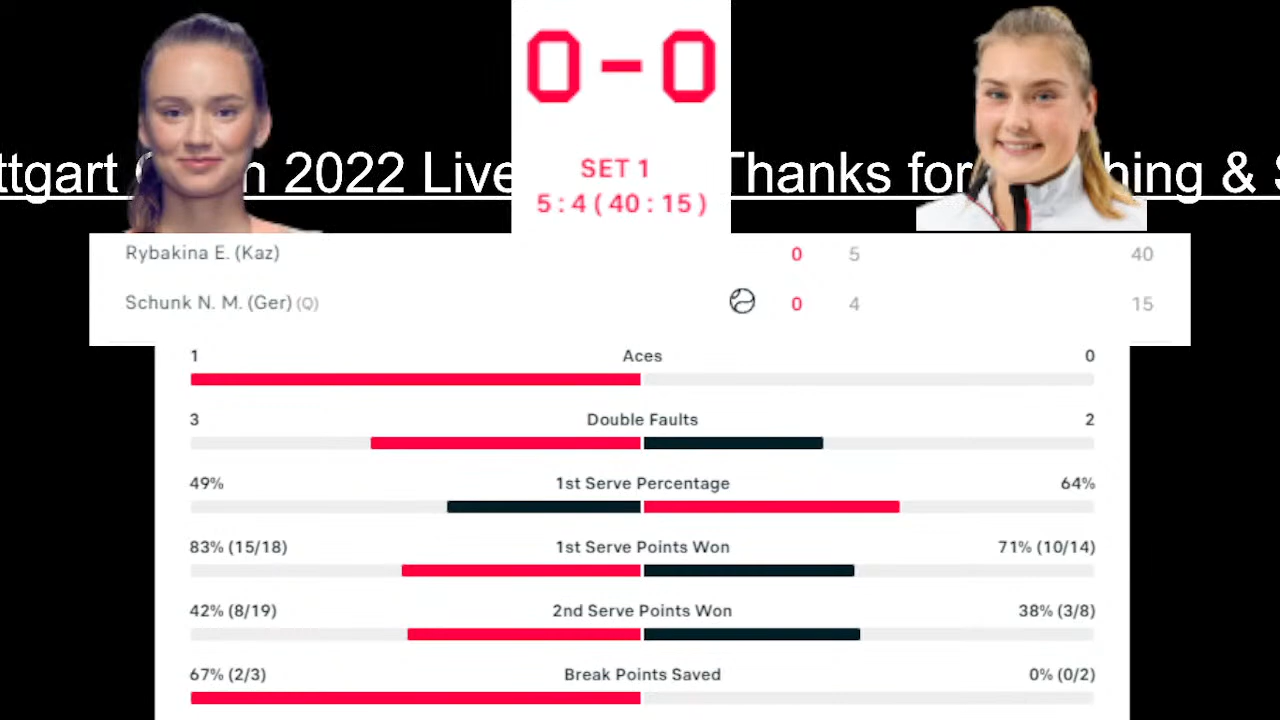 0 - 0
ttgart n 2022 Live Thanks for hing & S
SET 1
5 : 4 ( 40 : 15 )
Rybakina E. (Kaz) 0 5 40
Schunk N. M. (Ger) (Q) 0 4 15
1 Aces 0
3 Double Faults 2
49% 1st Serve Percentage 64%
83% (15/18) 1st Serve Points Won 71% (10/14)
42% (8/19) 2nd Serve Points Won 38% (3/8)
67% (2/3) Break Points Saved 0% (0/2)